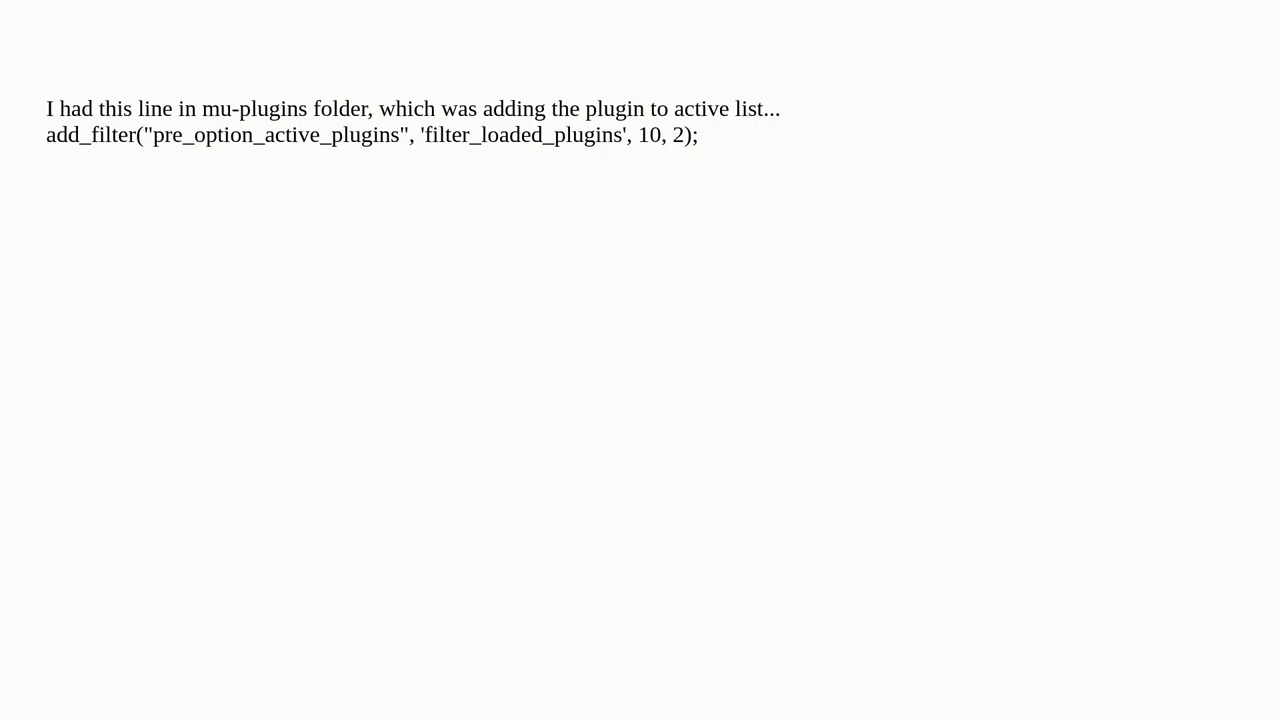 I had this line in mu-plugins folder, which was adding the plugin to active list...
add_filter("pre_option_active_plugins", 'filter_loaded_plugins', 10, 2);